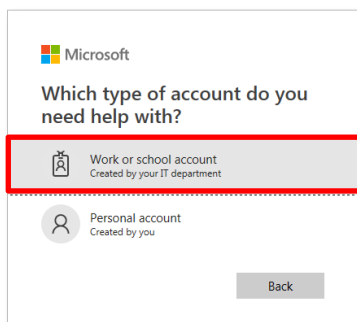 Microsoft
Which type of account do you
need help with?
Work or school account
Created by your IT department
Personal account
Created by you
Back